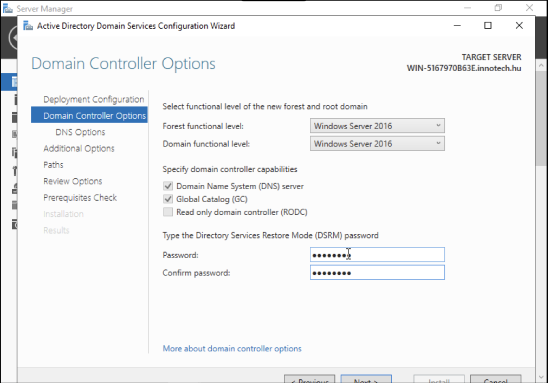 Server Manager
Active Directory Domain Services Configuration Wizard
Domain Controller Options
TARGET SERVER
WIN-5167970B63E.innotech.hu
Deployment Configuration
Domain Controller Options
DNS Options
Additional Options
Paths
Review Options
Prerequisites Check
Installation
Results
Select functional level of the new forest and root domain
Forest functional level: Windows Server 2016
Domain functional level: Windows Server 2016
Specify domain controller capabilities
Domain Name System (DNS) server
Global Catalog (GC)
Read only domain controller (RODC)
Type the Directory Services Restore Mode (DSRM) password
Password: ••••••••
Confirm password: ••••••••
More about domain controller options
< Previous Next > Install Cancel